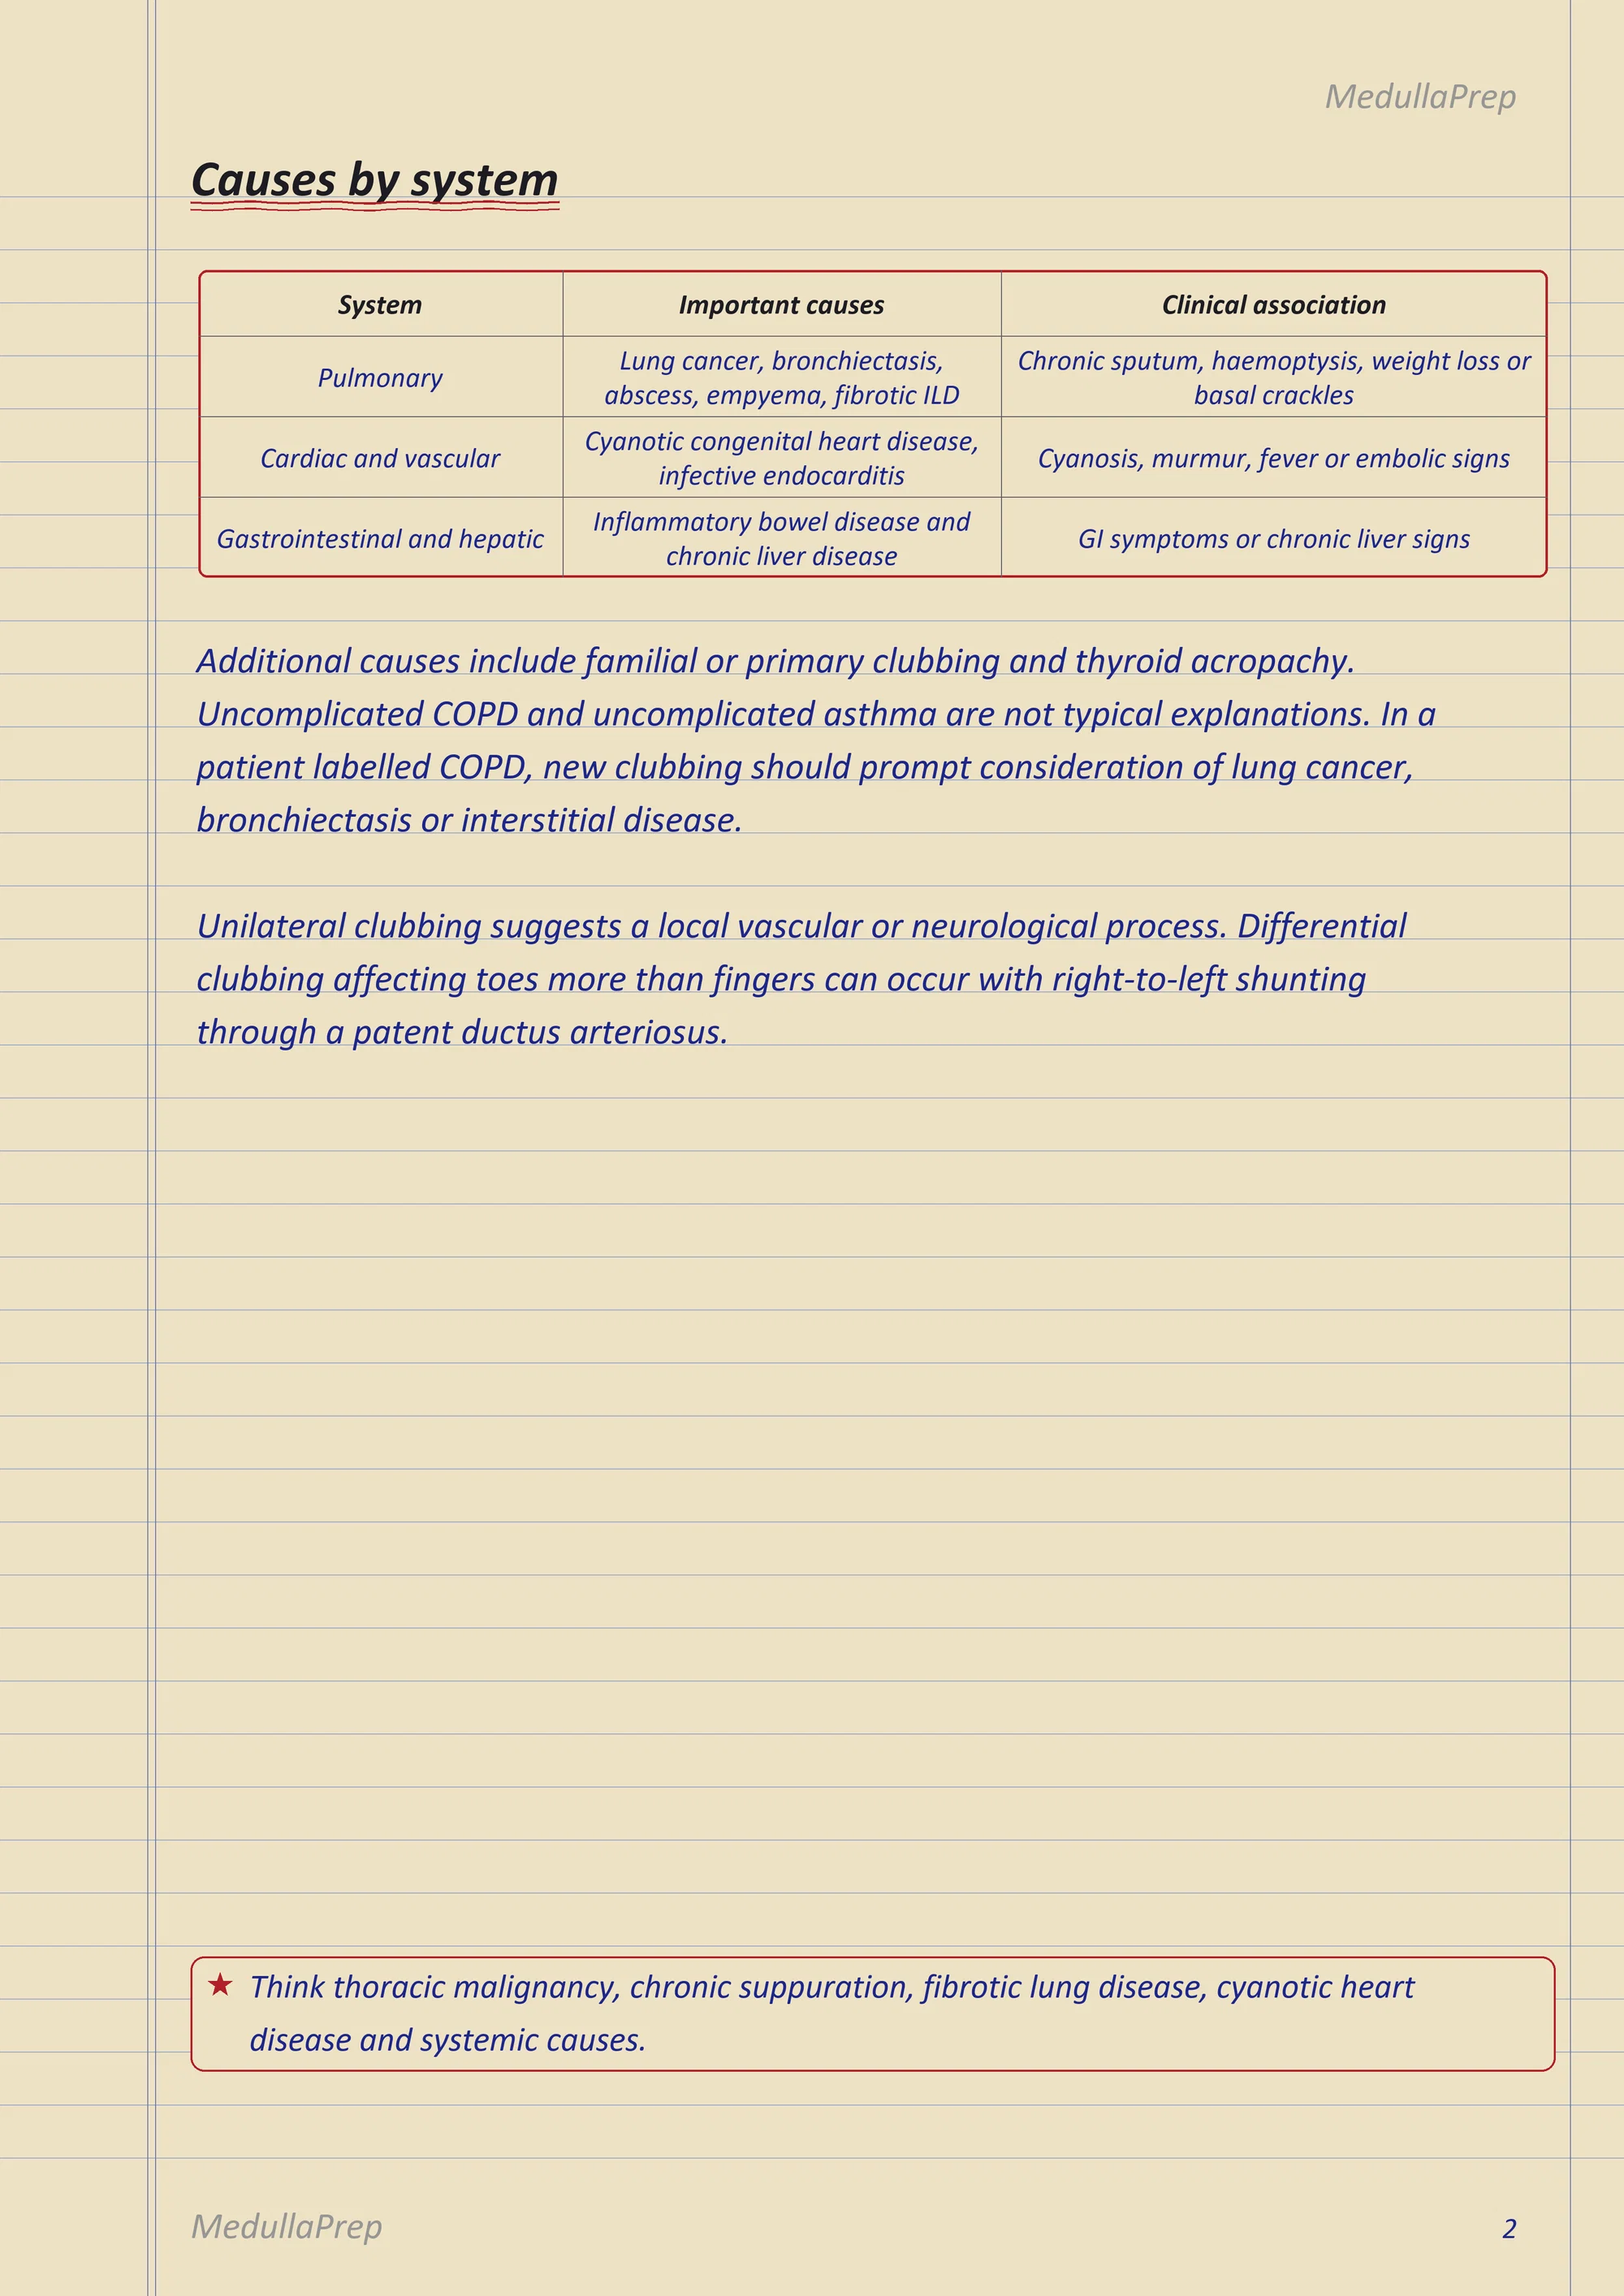 MedullaPrep
Causes by system
System Important causes Clinical association
Pulmonary
Lung cancer, bronchiectasis,
abscess, empyema, fibrotic ILD
Chronic sputum, haemoptysis, weight loss or
basal crackles
Cardiac and vascular
Cyanotic congenital heart disease,
infective endocarditis
Cyanosis, murmur, fever or embolic signs
Gastrointestinal and hepatic
Inflammatory bowel disease and
chronic liver disease
GI symptoms or chronic liver signs
Additional causes include familial or primary clubbing and thyroid acropachy.
Uncomplicated COPD and uncomplicated asthma are not typical explanations. In a
patient labelled COPD, new clubbing should prompt consideration of lung cancer,
bronchiectasis or interstitial disease.
Unilateral clubbing suggests a local vascular or neurological process. Differential
clubbing affecting toes more than fingers can occur with right-to-left shunting
through a patent ductus arteriosus.
★ Think thoracic malignancy, chronic suppuration, fibrotic lung disease, cyanotic heart
disease and systemic causes.
MedullaPrep 2